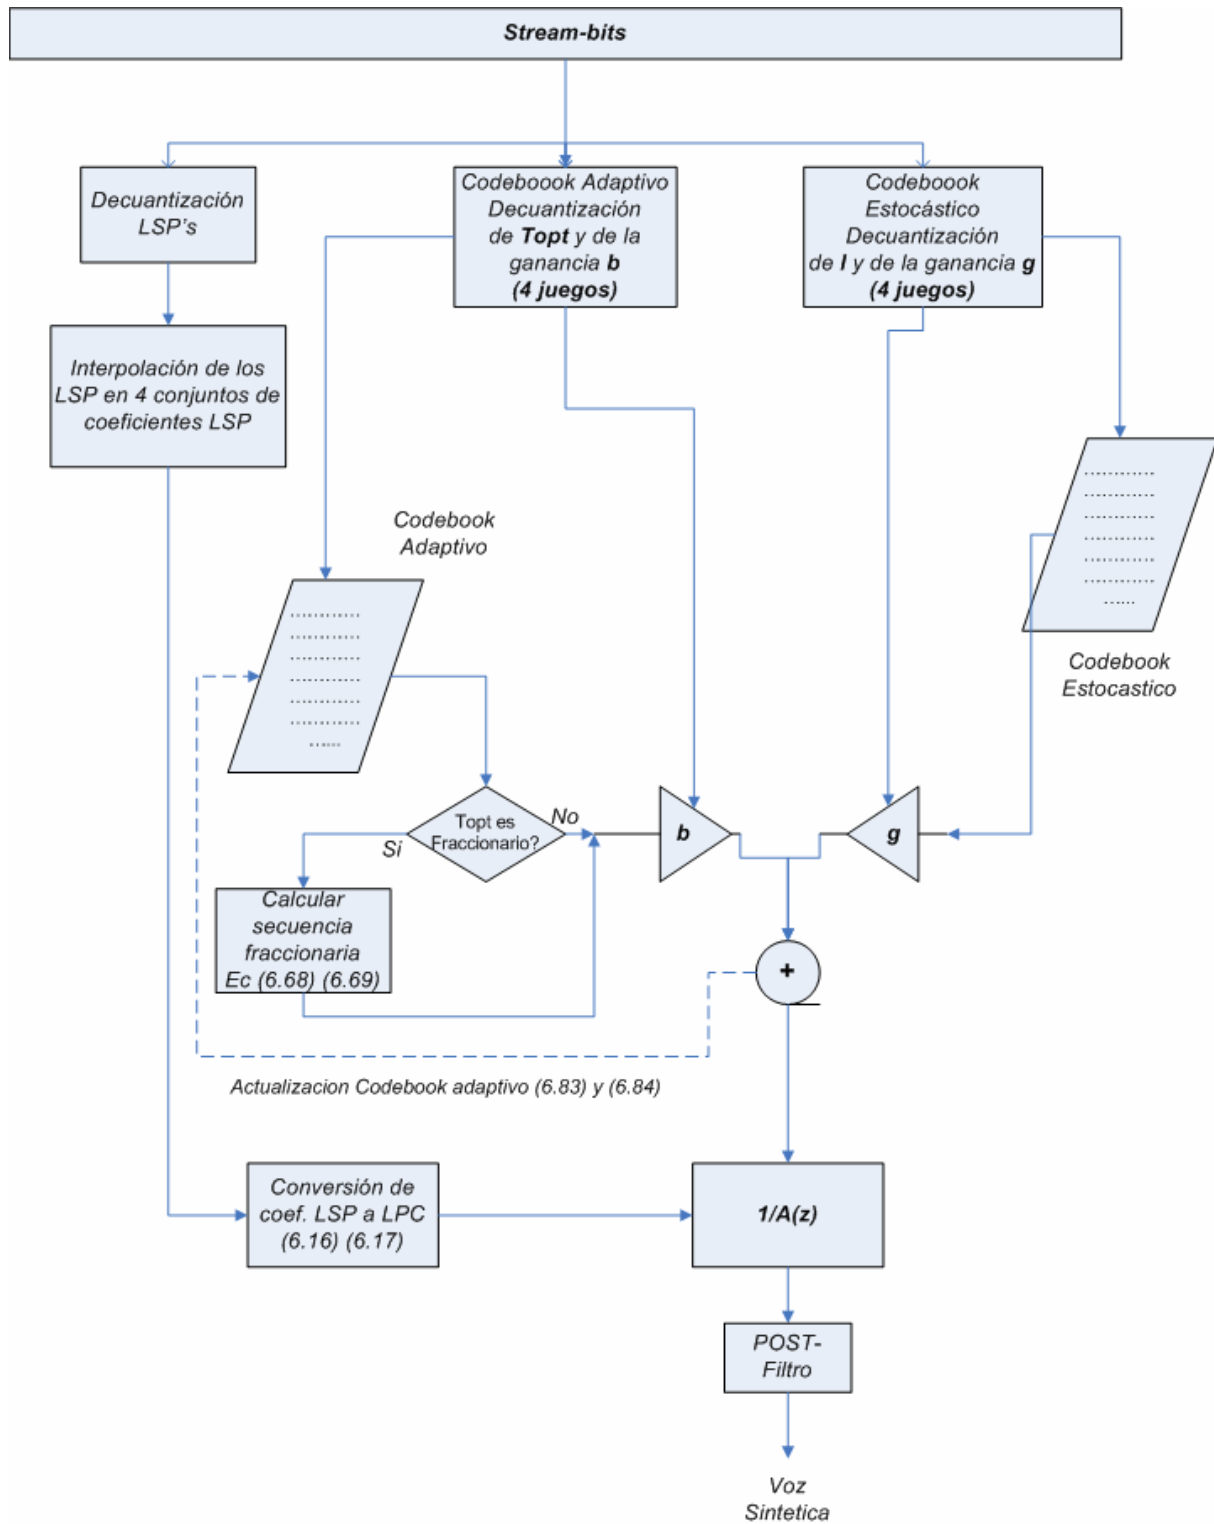 Stream-bits
Decuantización
LSP's
Codeboook Adaptivo
Decuantización
de Topt y de la
ganancia b
(4 juegos)
Codeboook
Estocástico
Decuantización
de I y de la ganancia g
(4 juegos)
Interpolación de los
LSP en 4 conjuntos de
coeficientes LSP
Codebook
Adaptivo
Codebook
Estocastico
Topt es
Fraccionario?
No
Si
b
g
Calcular
secuencia
fraccionaria
Ec (6.68) (6.69)
+
Actualizacion Codebook adaptivo (6.83) y (6.84)
Conversión de
coef. LSP a LPC
(6.16) (6.17)
1/A(z)
POST-
Filtro
Voz
Sintetica